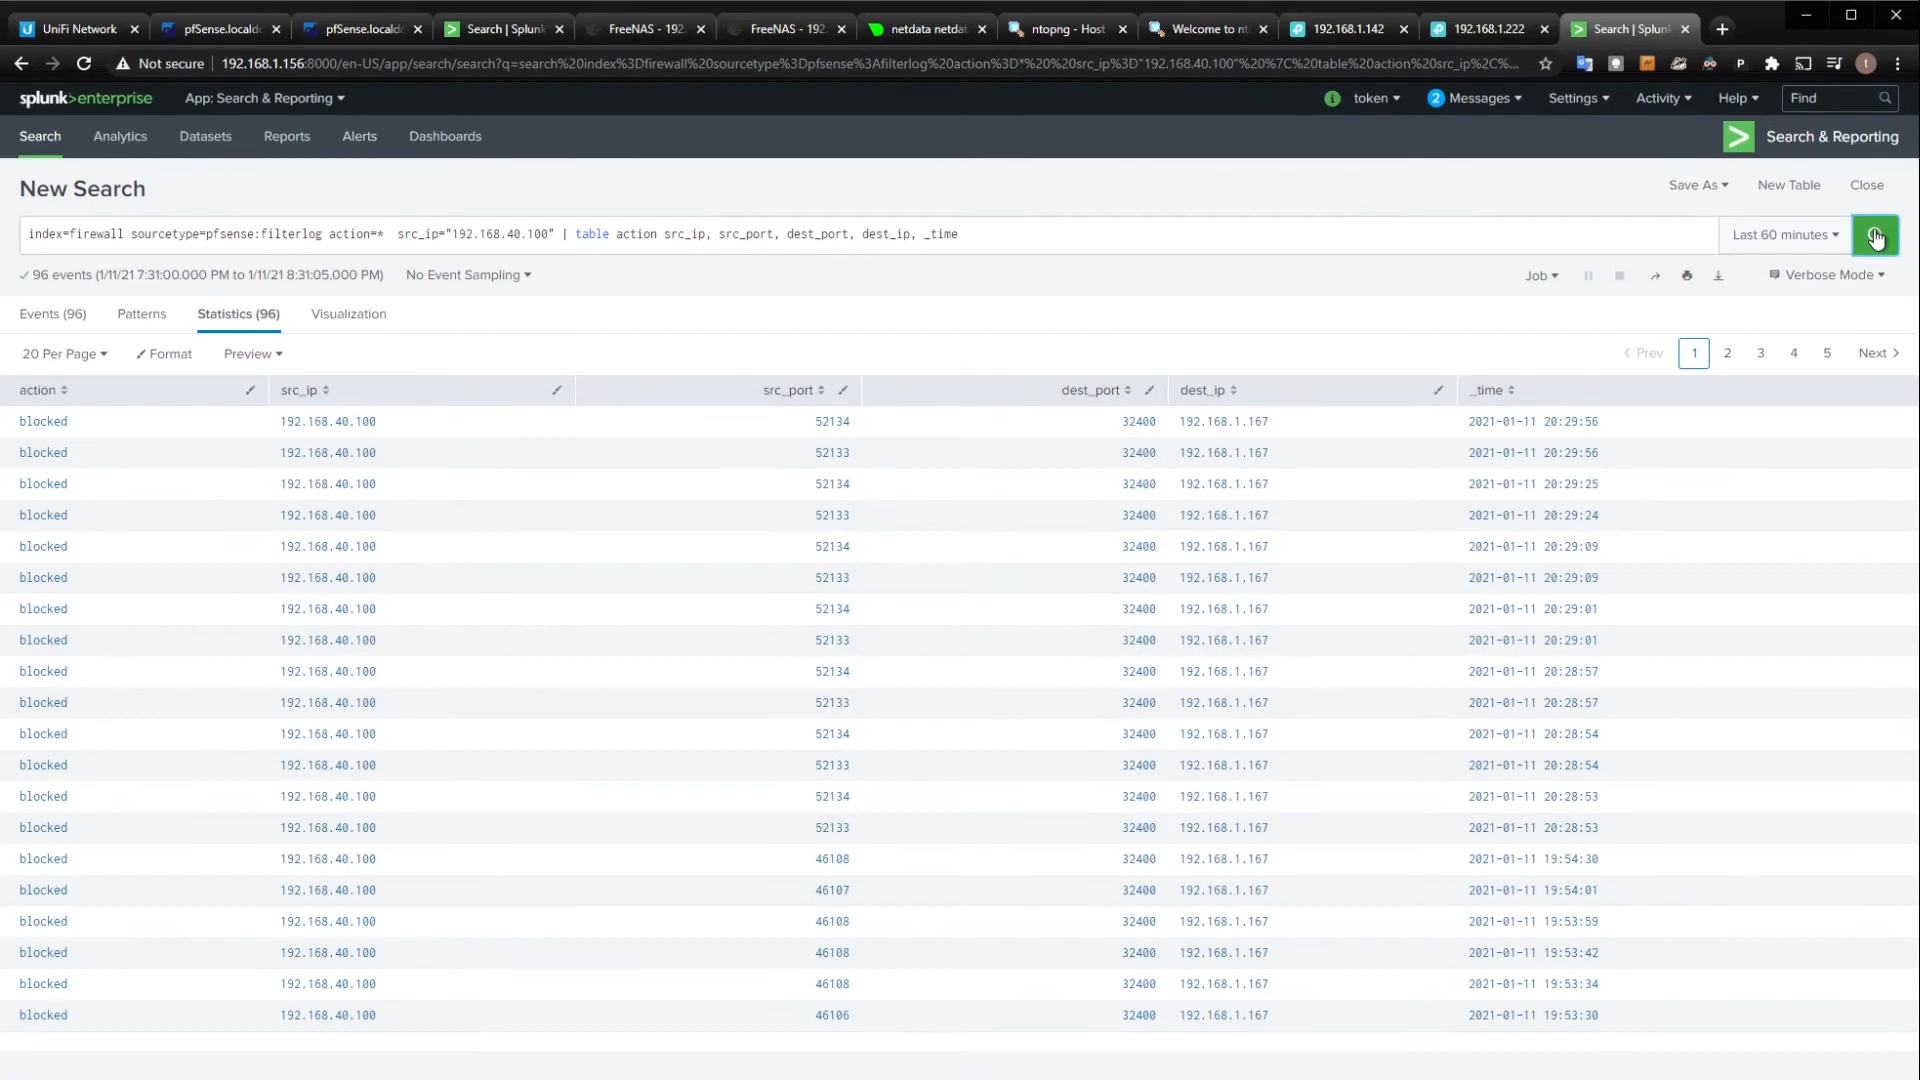 UniFi Network
pfSense.locald
pfSense.locald
Search | Splunk
FreeNAS - 192.
FreeNAS - 192.
netdata netdat
ntopng - Host
Welcome to nt
192.168.1.142
192.168.1.222
Search | Splunk
Not secure 192.168.1.156:8000/en-US/app/search/search?q=search%20index%3Dfirewall%20sourcetype%3Dpfsense%3Afilterlog%20action%3D*%20%20src_ip%3D"192.168.40.100"%20%7C%20table%20action%20src_ip%2C%...
splunk>enterprise App: Search & Reporting
i token 2 Messages Settings Activity Help Find
Search Analytics Datasets Reports Alerts Dashboards
> Search & Reporting
New Search
Save As New Table Close
index=firewall sourcetype=pfsense:filterlog action=* src_ip="192.168.40.100" | table action src_ip, src_port, dest_port, dest_ip, _time
Last 60 minutes
96 events (1/11/21 7:31:00.000 PM to 1/11/21 8:31:05.000 PM) No Event Sampling
Job Verbose Mode
Events (96) Patterns Statistics (96) Visualization
20 Per Page Format Preview
< Prev 1 2 3 4 5 Next >
action src_ip src_port dest_port dest_ip _time
blocked 192.168.40.100 52134 32400 192.168.1.167 2021-01-11 20:29:56
blocked 192.168.40.100 52133 32400 192.168.1.167 2021-01-11 20:29:56
blocked 192.168.40.100 52134 32400 192.168.1.167 2021-01-11 20:29:25
blocked 192.168.40.100 52133 32400 192.168.1.167 2021-01-11 20:29:24
blocked 192.168.40.100 52134 32400 192.168.1.167 2021-01-11 20:29:09
blocked 192.168.40.100 52133 32400 192.168.1.167 2021-01-11 20:29:09
blocked 192.168.40.100 52134 32400 192.168.1.167 2021-01-11 20:29:01
blocked 192.168.40.100 52133 32400 192.168.1.167 2021-01-11 20:29:01
blocked 192.168.40.100 52134 32400 192.168.1.167 2021-01-11 20:28:57
blocked 192.168.40.100 52133 32400 192.168.1.167 2021-01-11 20:28:57
blocked 192.168.40.100 52134 32400 192.168.1.167 2021-01-11 20:28:54
blocked 192.168.40.100 52133 32400 192.168.1.167 2021-01-11 20:28:54
blocked 192.168.40.100 52134 32400 192.168.1.167 2021-01-11 20:28:53
blocked 192.168.40.100 52133 32400 192.168.1.167 2021-01-11 20:28:53
blocked 192.168.40.100 46108 32400 192.168.1.167 2021-01-11 19:54:30
blocked 192.168.40.100 46107 32400 192.168.1.167 2021-01-11 19:54:01
blocked 192.168.40.100 46108 32400 192.168.1.167 2021-01-11 19:53:59
blocked 192.168.40.100 46108 32400 192.168.1.167 2021-01-11 19:53:42
blocked 192.168.40.100 46108 32400 192.168.1.167 2021-01-11 19:53:34
blocked 192.168.40.100 46106 32400 192.168.1.167 2021-01-11 19:53:30